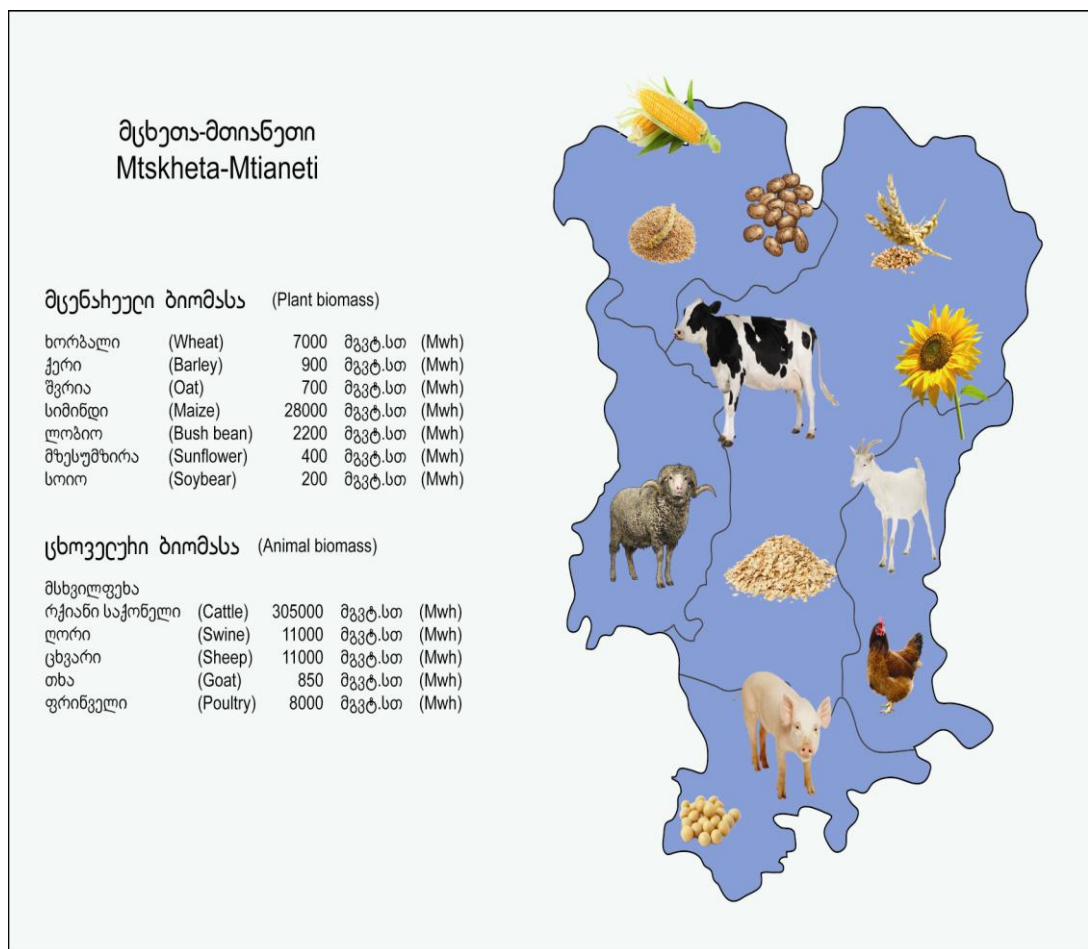 მცხეთა-მთიანეთი
Mtskheta-Mtianeti
მცენარეული ბიომასა (Plant biomass)
ხორბალი (Wheat) 7000 მგვტ.სთ (Mwh)
ქერი (Barley) 900 მგვტ.სთ (Mwh)
შვრია (Oat) 700 მგვტ.სთ (Mwh)
სიმინდი (Maize) 28000 მგვტ.სთ (Mwh)
ლობიო (Bush bean) 2200 მგვტ.სთ (Mwh)
მზესუმზირა (Sunflower) 400 მგვტ.სთ (Mwh)
სოიო (Soybear) 200 მგვტ.სთ (Mwh)
ცხოველური ბიომასა (Animal biomass)
მსხვილფეხა
რქიანი საქონელი (Cattle) 305000 მგვტ.სთ (Mwh)
ღორი (Swine) 11000 მგვტ.სთ (Mwh)
ცხვარი (Sheep) 11000 მგვტ.სთ (Mwh)
თხა (Goat) 850 მგვტ.სთ (Mwh)
ფრინველი (Poultry) 8000 მგვტ.სთ (Mwh)